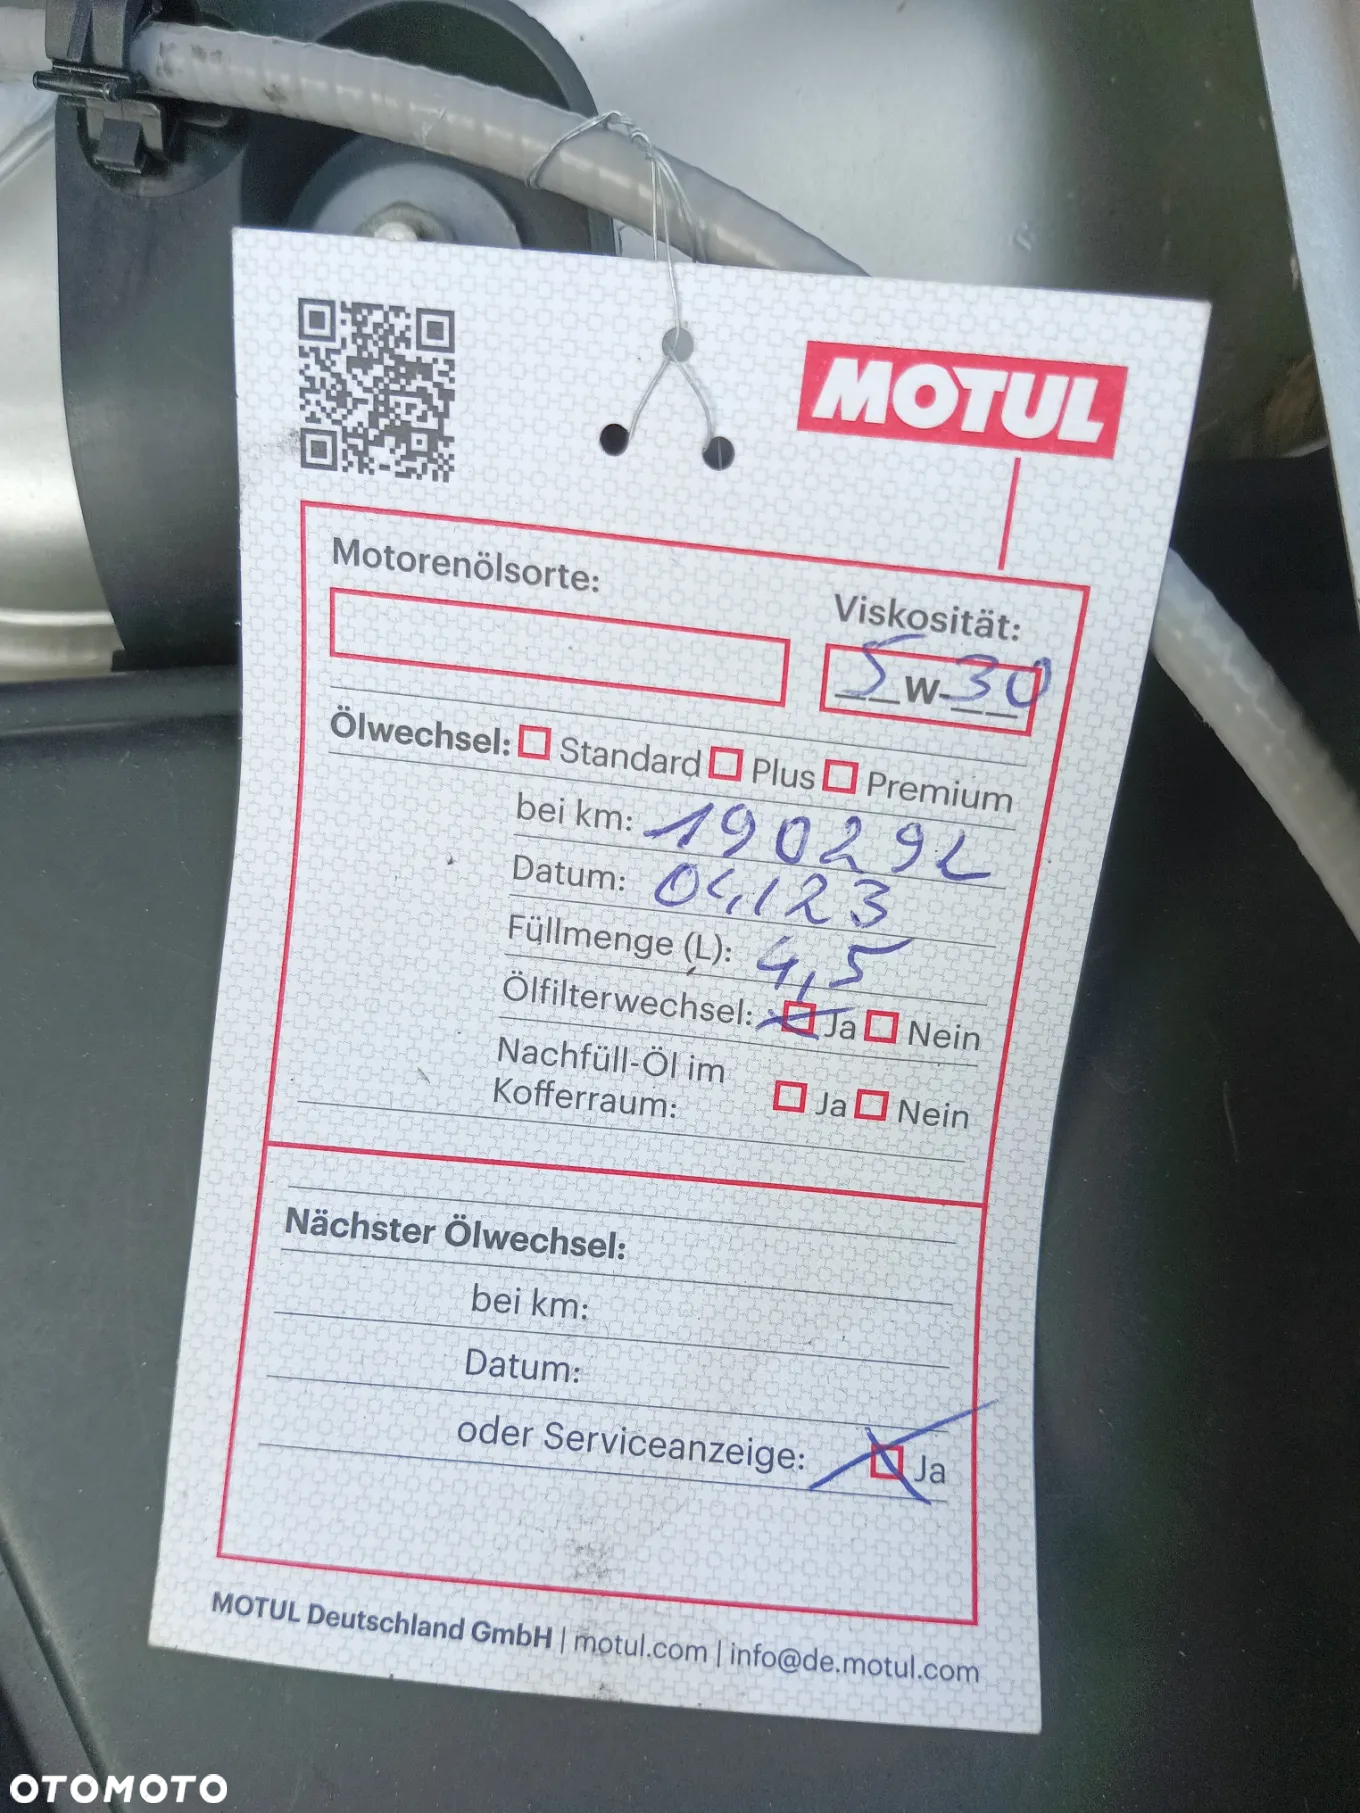 MOTUL
Motorenölsorte:
Viskosität:
5 W-30
Ölwechsel: Standard Plus Premium
bei km: 190292
Datum: 04.123
Füllmenge (L): 4,5
Ölfilterwechsel: Ja Nein
Nachfüll-Öl im
Kofferraum: Ja Nein
Nächster Ölwechsel:
bei km:
Datum:
oder Serviceanzeige: Ja
MOTUL Deutschland GmbH | motul.com | info@de.motul.com
OTOMOTO